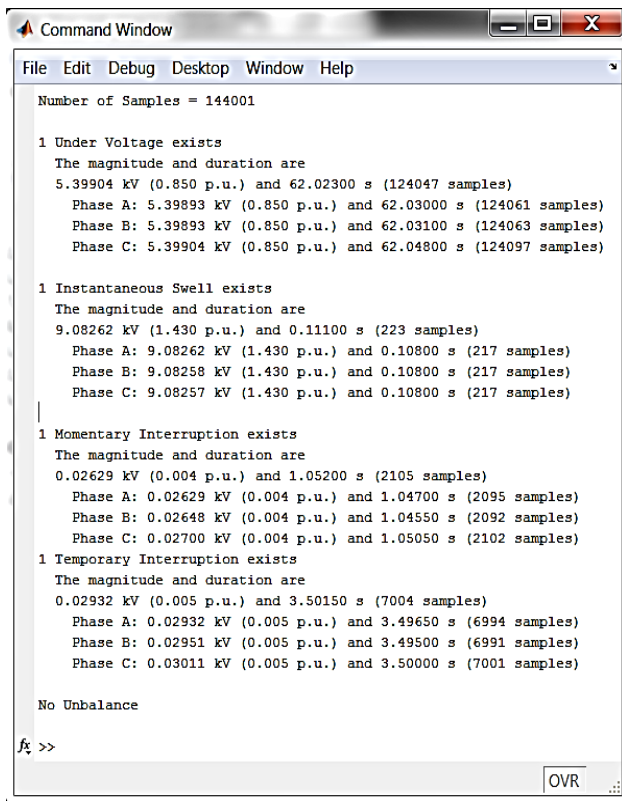 Command Window
File Edit Debug Desktop Window Help
Number of Samples = 144001
1 Under Voltage exists
The magnitude and duration are
5.39904 kV (0.850 p.u.) and 62.02300 s (124047 samples)
Phase A: 5.39893 kV (0.850 p.u.) and 62.03000 s (124061 samples)
Phase B: 5.39893 kV (0.850 p.u.) and 62.03100 s (124063 samples)
Phase C: 5.39904 kV (0.850 p.u.) and 62.04800 s (124097 samples)
1 Instantaneous Swell exists
The magnitude and duration are
9.08262 kV (1.430 p.u.) and 0.11100 s (223 samples)
Phase A: 9.08262 kV (1.430 p.u.) and 0.10800 s (217 samples)
Phase B: 9.08258 kV (1.430 p.u.) and 0.10800 s (217 samples)
Phase C: 9.08257 kV (1.430 p.u.) and 0.10800 s (217 samples)
1 Momentary Interruption exists
The magnitude and duration are
0.02629 kV (0.004 p.u.) and 1.05200 s (2105 samples)
Phase A: 0.02629 kV (0.004 p.u.) and 1.04700 s (2095 samples)
Phase B: 0.02648 kV (0.004 p.u.) and 1.04550 s (2092 samples)
Phase C: 0.02700 kV (0.004 p.u.) and 1.05050 s (2102 samples)
1 Temporary Interruption exists
The magnitude and duration are
0.02932 kV (0.005 p.u.) and 3.50150 s (7004 samples)
Phase A: 0.02932 kV (0.005 p.u.) and 3.49650 s (6994 samples)
Phase B: 0.02951 kV (0.005 p.u.) and 3.49500 s (6991 samples)
Phase C: 0.03011 kV (0.005 p.u.) and 3.50000 s (7001 samples)
No Unbalance
fx >>
OVR